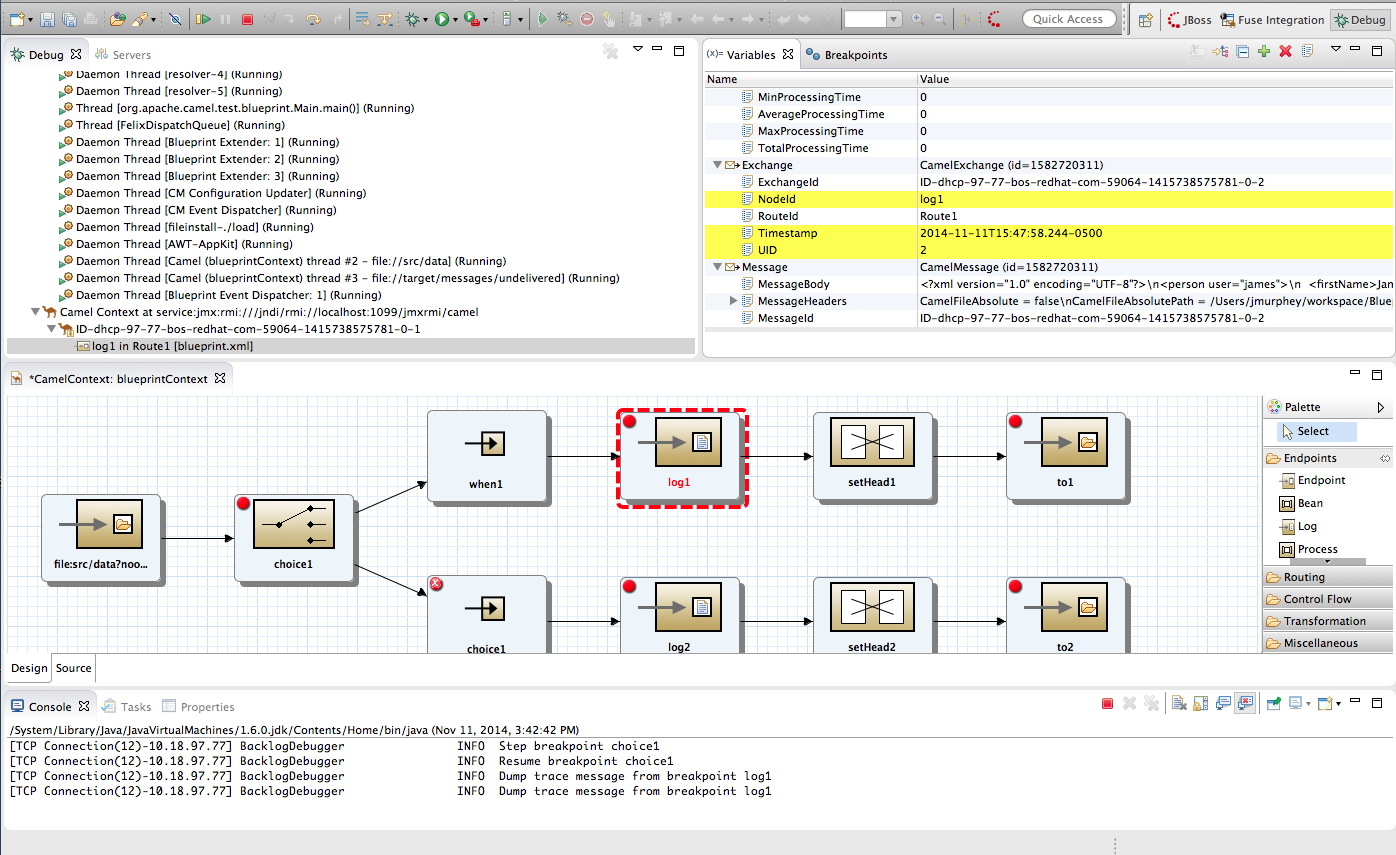 Quick Access
JBoss
Fuse Integration
Debug
Debug
Servers
Daemon Thread [resolver-4] (Running)
Daemon Thread [resolver-5] (Running)
Thread [org.apache.camel.test.blueprint.Main.main()] (Running)
Thread [FelixDispatchQueue] (Running)
Daemon Thread [Blueprint Extender: 1] (Running)
Daemon Thread [Blueprint Extender: 2] (Running)
Daemon Thread [Blueprint Extender: 3] (Running)
Daemon Thread [CM Configuration Updater] (Running)
Daemon Thread [CM Event Dispatcher] (Running)
Daemon Thread [fileinstall-./load] (Running)
Daemon Thread [AWT-AppKit] (Running)
Daemon Thread [Camel (blueprintContext) thread #2 - file://src/data] (Running)
Daemon Thread [Camel (blueprintContext) thread #3 - file://target/messages/undelivered] (Running)
Daemon Thread [Blueprint Event Dispatcher: 1] (Running)
Camel Context at service:jmx:rmi:///jndi/rmi://localhost:1099/jmxrmi/camel
ID-dhcp-97-77-bos-redhat-com-59064-1415738575781-0-1
log1 in Route1 [blueprint.xml]
(x)= Variables
Breakpoints
Name Value
MinProcessingTime 0
AverageProcessingTime 0
MaxProcessingTime 0
TotalProcessingTime 0
Exchange CamelExchange (id=1582720311)
ExchangeId ID-dhcp-97-77-bos-redhat-com-59064-1415738575781-0-2
NodeId log1
RouteId Route1
Timestamp 2014-11-11T15:47:58.244-0500
UID 2
Message CamelMessage (id=1582720311)
MessageBody <?xml version="1.0" encoding="UTF-8"?>\n<person user="james">\n <firstName>Jan
MessageHeaders CamelFileAbsolute = false\nCamelFileAbsolutePath = /Users/jmurphey/workspace/Blue
MessageId ID-dhcp-97-77-bos-redhat-com-59064-1415738575781-0-2
*CamelContext: blueprintContext
file:src/data?noo...
choice1
when1
log1
setHead1
to1
choice1
log2
setHead2
to2
Palette
Select
Endpoints
Endpoint
Bean
Log
Process
Routing
Control Flow
Transformation
Miscellaneous
Design
Source
Console
Tasks
Properties
/System/Library/Java/JavaVirtualMachines/1.6.0.jdk/Contents/Home/bin/java (Nov 11, 2014, 3:42:42 PM)
[TCP Connection(12)-10.18.97.77] BacklogDebugger INFO Step breakpoint choice1
[TCP Connection(12)-10.18.97.77] BacklogDebugger INFO Resume breakpoint choice1
[TCP Connection(12)-10.18.97.77] BacklogDebugger INFO Dump trace message from breakpoint log1
[TCP Connection(12)-10.18.97.77] BacklogDebugger INFO Dump trace message from breakpoint log1